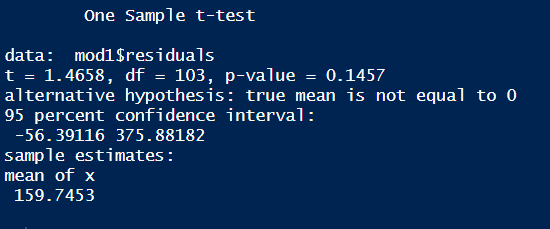 One Sample t-test
data:  mod1$residuals
t = 1.4658, df = 103, p-value = 0.1457
alternative hypothesis: true mean is not equal to 0
95 percent confidence interval:
-56.39116 375.88182
sample estimates:
mean of x
159.7453